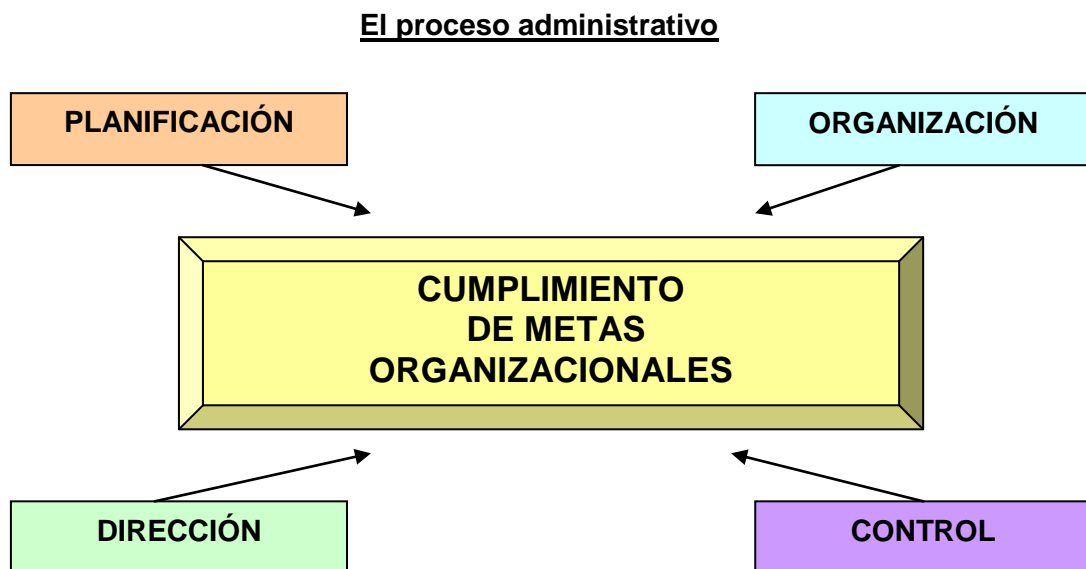 El proceso administrativo
PLANIFICACIÓN
ORGANIZACIÓN
CUMPLIMIENTO
DE METAS
ORGANIZACIONALES
DIRECCIÓN
CONTROL